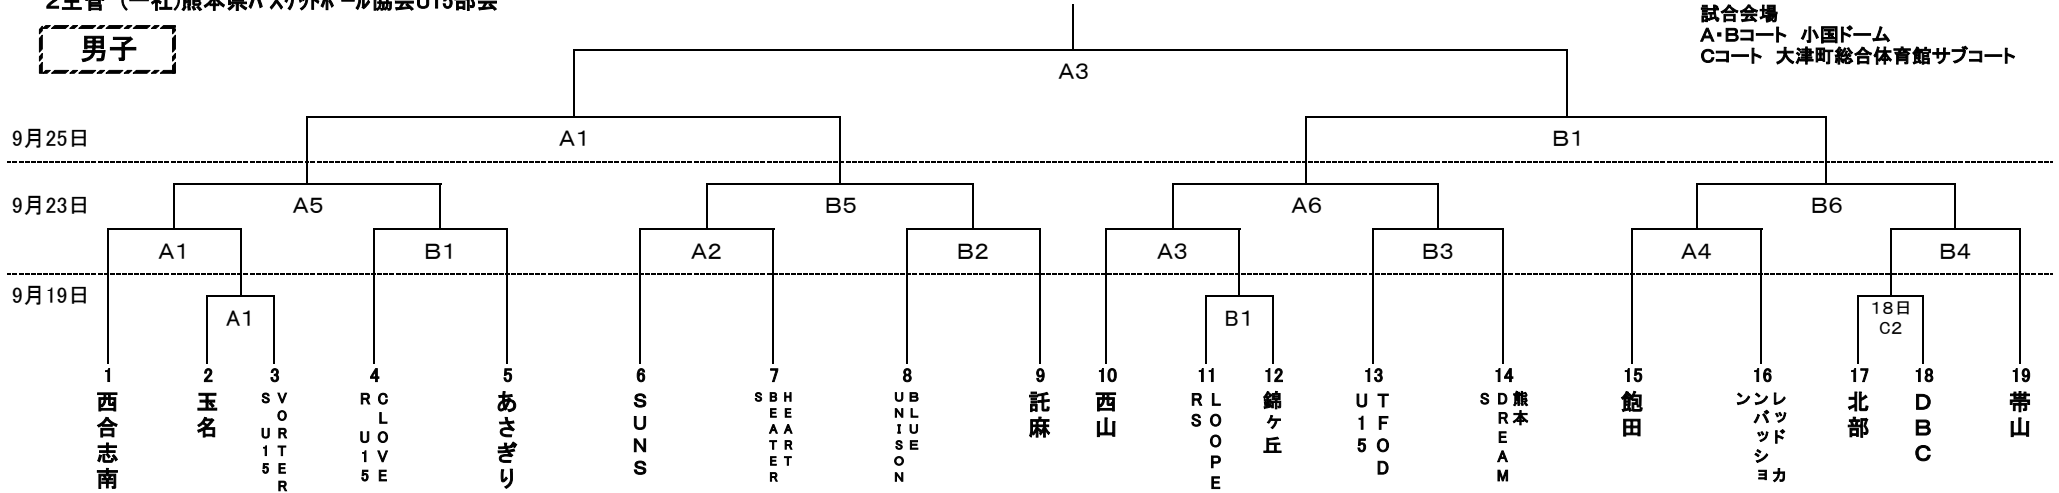 ２主管 (一社)熊本県ﾊﾞｽｹｯﾄﾎﾞｰﾙ協会U15部会
男子
試合会場
A・Bコート 小国ドーム
Cコート 大津町総合体育館サブコート
A3
9月25日
A1
B1
9月23日
A5
B5
A6
B6
A1
B1
A2
B2
A3
B3
A4
B4
9月19日
A1
B1
18日
C2
1
西合志南
2
玉名
3
VORTER
S U15
4
CLOVE
R U15
5
あさぎり
6
SUNS
7
HEART
BEATER
S
8
BLUE
UNISON
9
託麻
10
西山
11
LOOPE
RS
12
錦ヶ丘
13
TFOD
U15
14
熊本
DREAM
S
15
飽田
16
レッド カ
ンパッショ
ン
17
北部
18
DBC
19
帯山